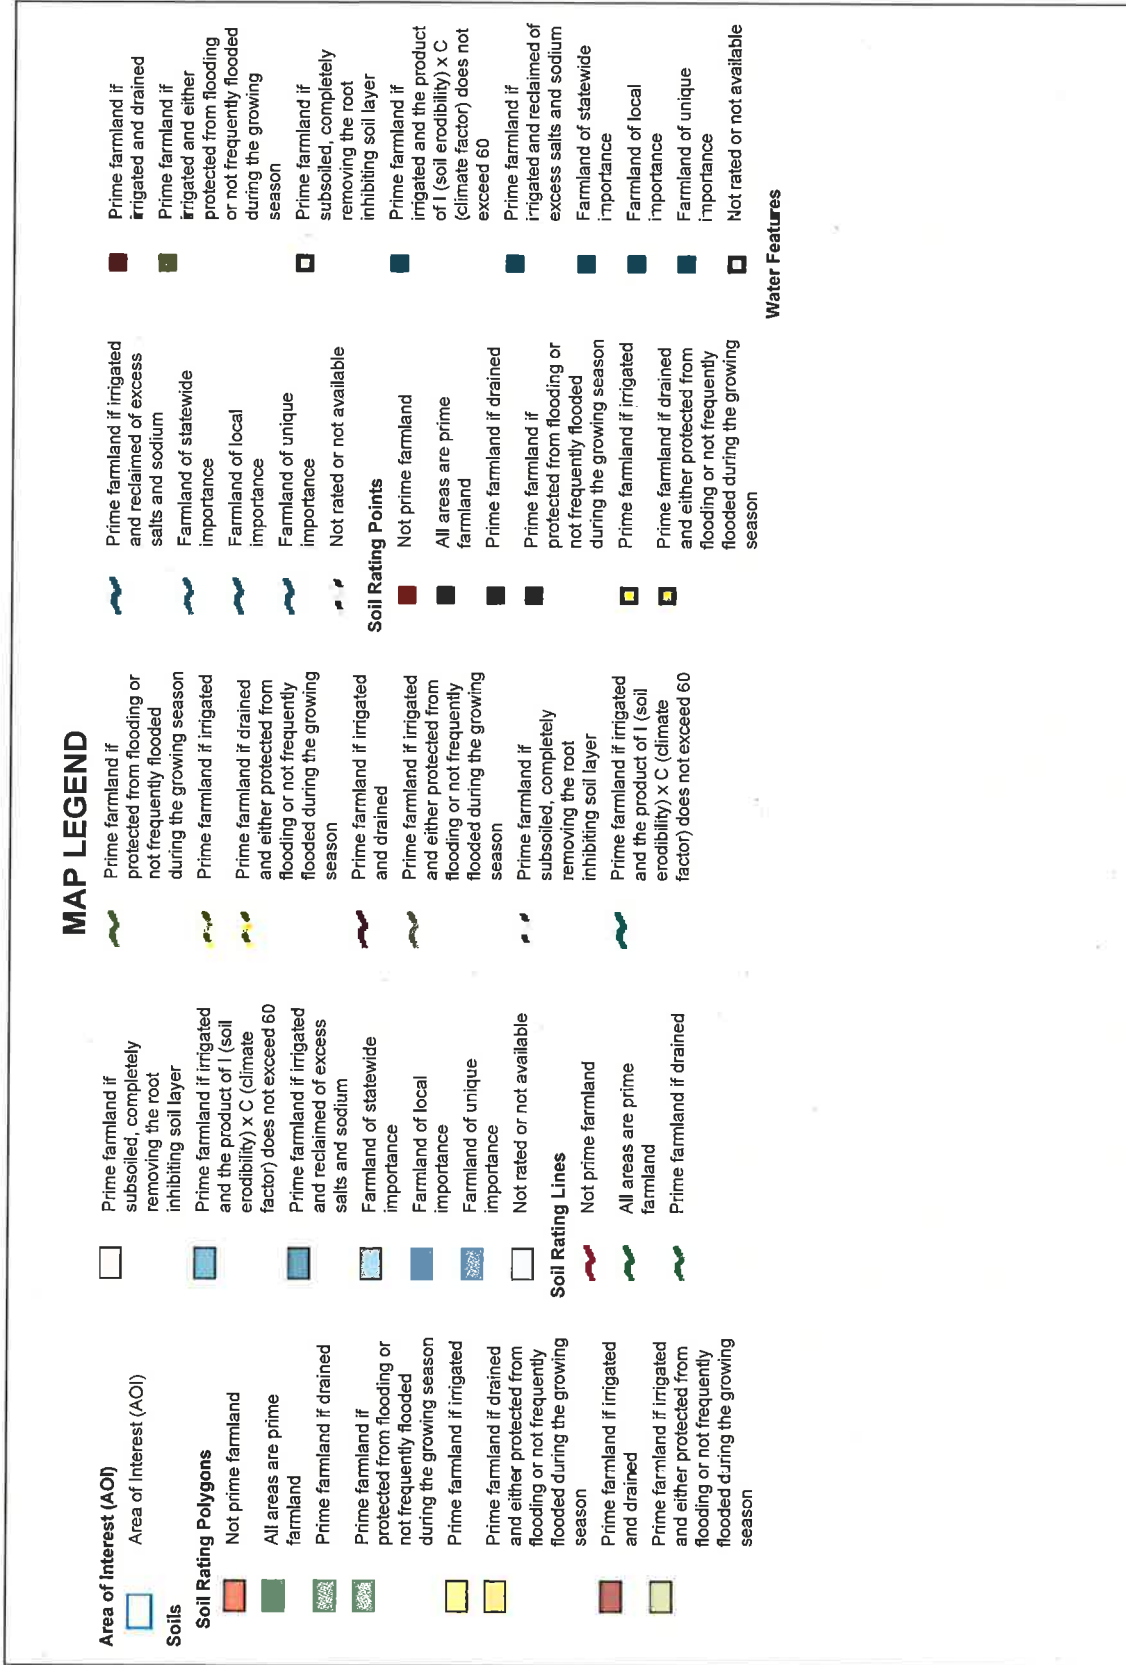 MAP LEGEND
Area of Interest (AOI)
Area of Interest (AOI)
Soils
Soil Rating Polygons
Not prime farmland
All areas are prime
farmland
Prime farmland if drained
Prime farmland if
protected from flooding or
not frequently flooded
during the growing season
Prime farmland if irrigated
Prime farmland if drained
and either protected from
flooding or not frequently
flooded during the growing
season
Prime farmland if irrigated
and drained
Prime farmland if irrigated
and either protected from
flooding or not frequently
flooded during the growing
season
Prime farmland if
subsoiled, completely
removing the root
inhibiting soil layer
Prime farmland if irrigated
and the product of I (soil
erodibility) x C (climate
factor) does not exceed 60
Prime farmland if irrigated
and reclaimed of excess
salts and sodium
Farmland of statewide
importance
Farmland of local
importance
Farmland of unique
importance
Not rated or not available
Soil Rating Lines
Not prime farmland
All areas are prime
farmland
Prime farmland if drained
Prime farmland if
protected from flooding or
not frequently flooded
during the growing season
Prime farmland if irrigated
Prime farmland if drained
and either protected from
flooding or not frequently
flooded during the growing
season
Prime farmland if irrigated
and drained
Prime farmland if irrigated
and either protected from
flooding or not frequently
flooded during the growing
season
Prime farmland if
subsoiled, completely
removing the root
inhibiting soil layer
Prime farmland if irrigated
and the product of I (soil
erodibility) x C (climate
factor) does not exceed 60
Prime farmland if irrigated
and reclaimed of excess
salts and sodium
Farmland of statewide
importance
Farmland of local
importance
Farmland of unique
importance
Not rated or not available
Soil Rating Points
Not prime farmland
All areas are prime
farmland
Prime farmland if drained
Prime farmland if
protected from flooding or
not frequently flooded
during the growing season
Prime farmland if irrigated
Prime farmland if drained
and either protected from
flooding or not frequently
flooded during the growing
season
Prime farmland if
irrigated and drained
Prime farmland if
irrigated and either
protected from flooding
or not frequently flooded
during the growing
season
Prime farmland if
subsoiled, completely
removing the root
inhibiting soil layer
Prime farmland if
irrigated and the product
of I (soil erodibility) x C
(climate factor) does not
exceed 60
Prime farmland if
irrigated and reclaimed of
excess salts and sodium
Farmland of statewide
importance
Farmland of local
importance
Farmland of unique
importance
Not rated or not available
Water Features